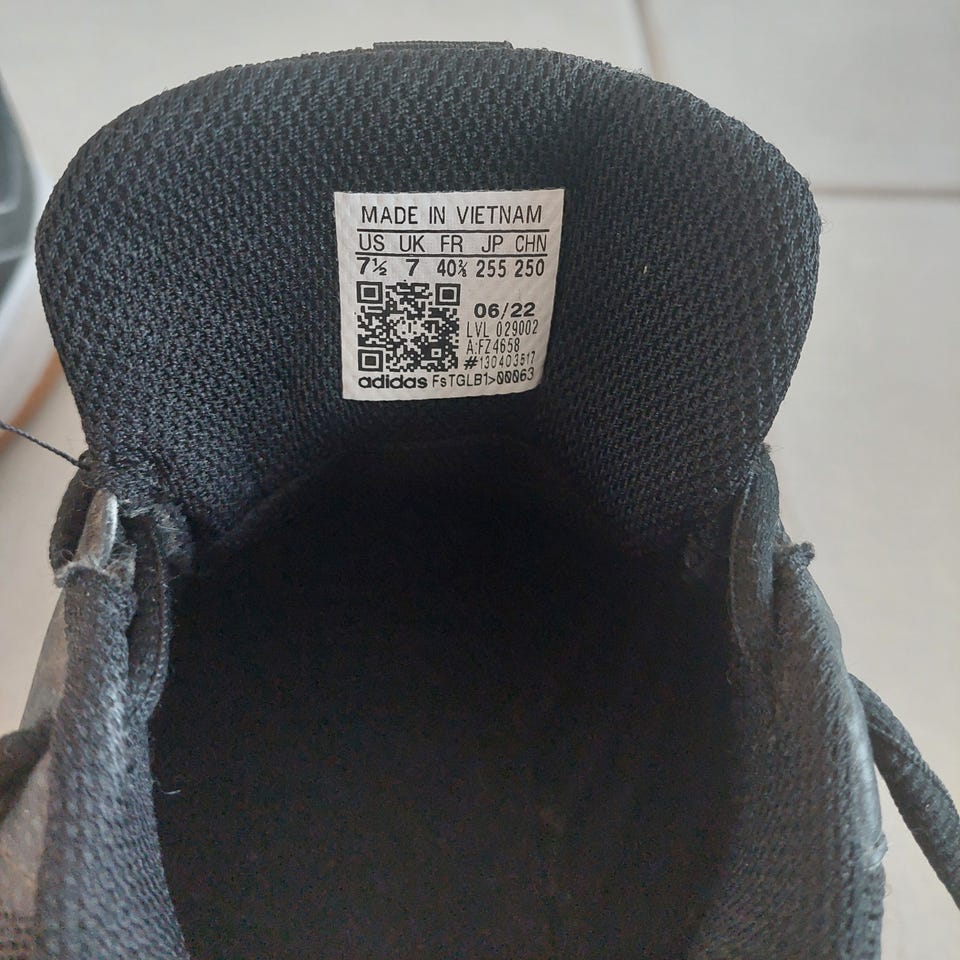 MADE IN VIETNAM
US UK FR JP CHN
7½ 7 40⅔ 255 250
06/22
LVL 029002
A:FZ4658
#130403517
adidas FsTGLB1>00063